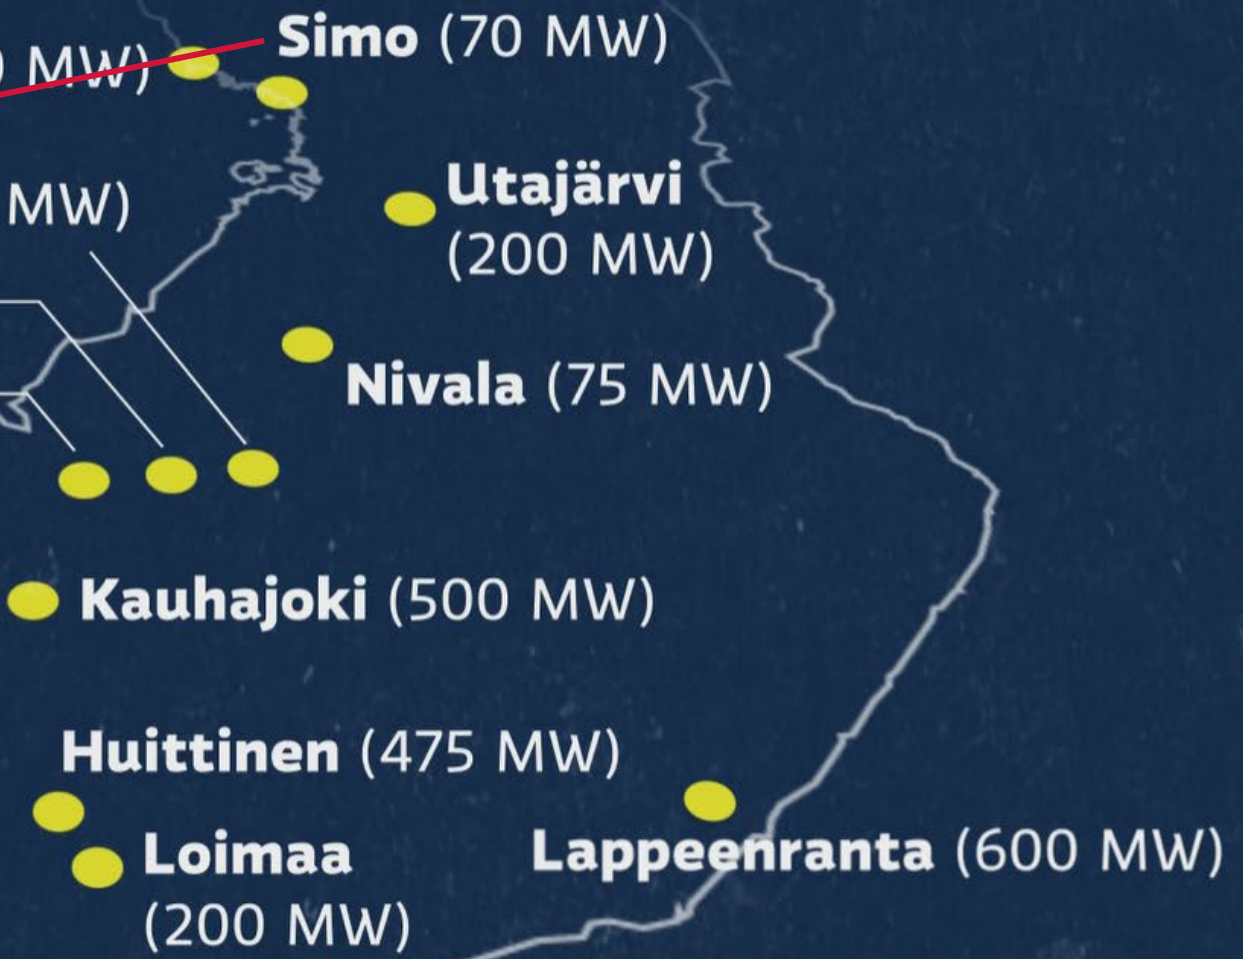 Simo (70 MW)
MW)
Utajärvi
(200 MW)
MW)
Nivala (75 MW)
Kauhajoki (500 MW)
Huittinen (475 MW)
Loimaa
(200 MW)
Lappeenranta (600 MW)